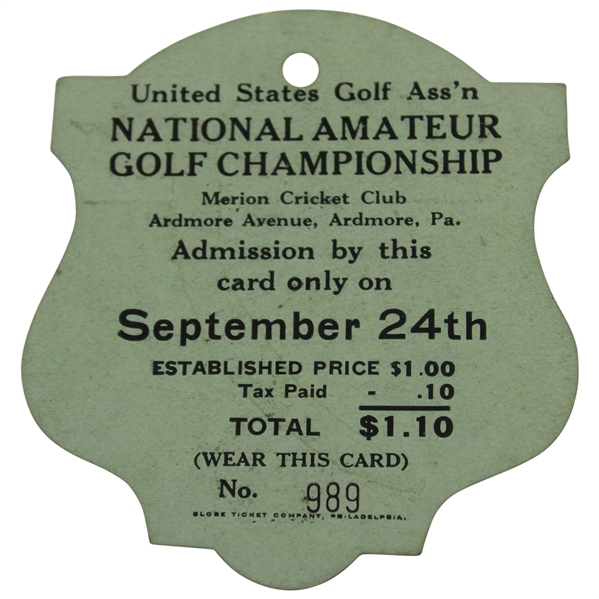 United States Golf Ass'n
NATIONAL AMATEUR
GOLF CHAMPIONSHIP
Merion Cricket Club
Ardmore Avenue, Ardmore, Pa.
Admission by this
card only on
September 24th
ESTABLISHED PRICE $1.00
Tax Paid - .10
TOTAL $1.10
(WEAR THIS CARD)
No. 989
GLOBE TICKET COMPANY, PHILADELPHIA.